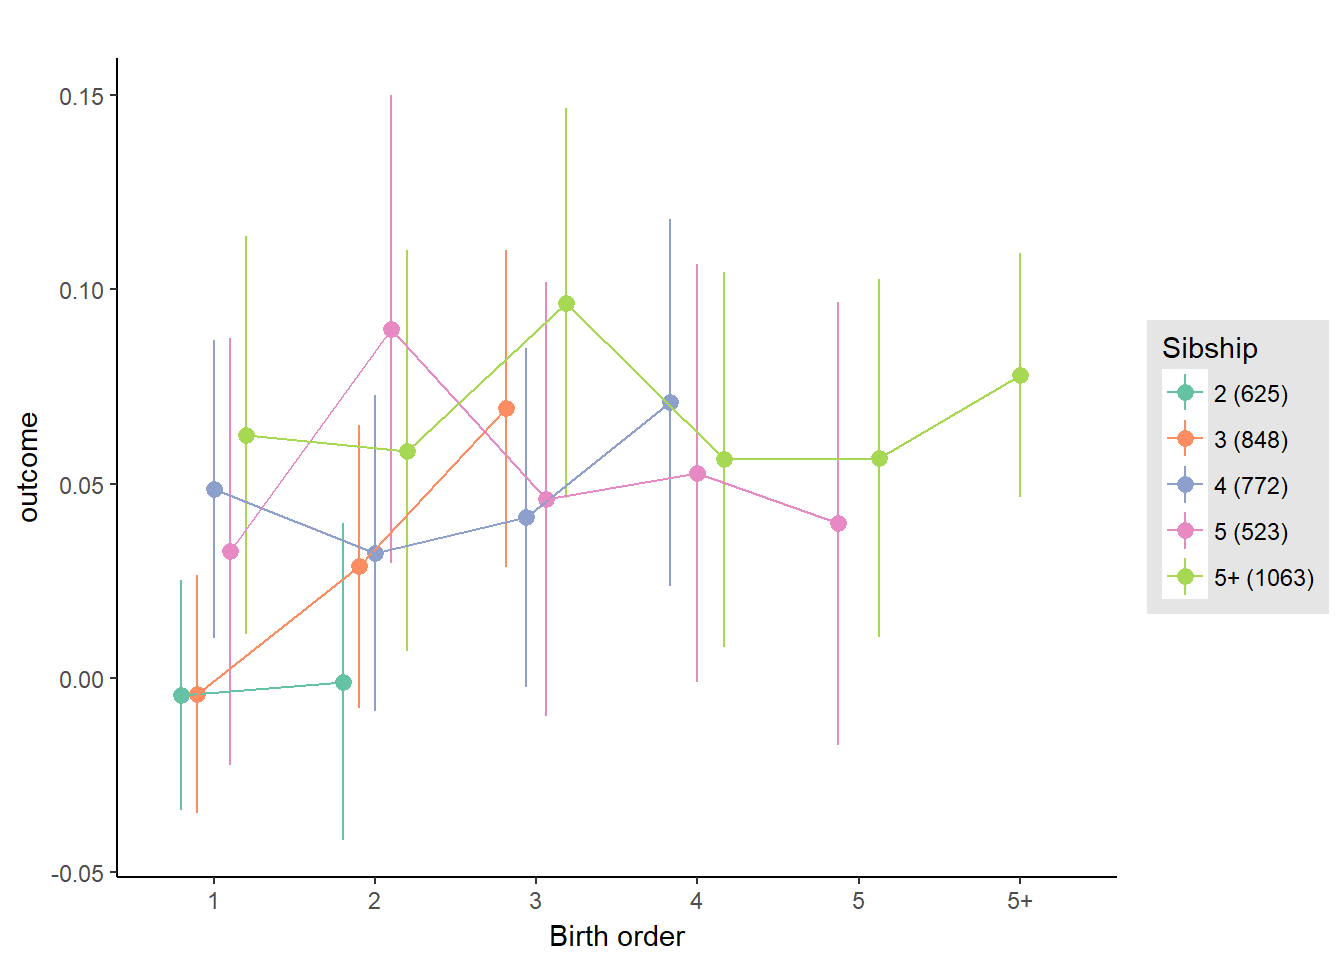 0.15
0.10
0.05
0.00
-0.05
outcome
1 2 3 4 5 5+
Birth order
Sibship
2 (625)
3 (848)
4 (772)
5 (523)
5+ (1063)